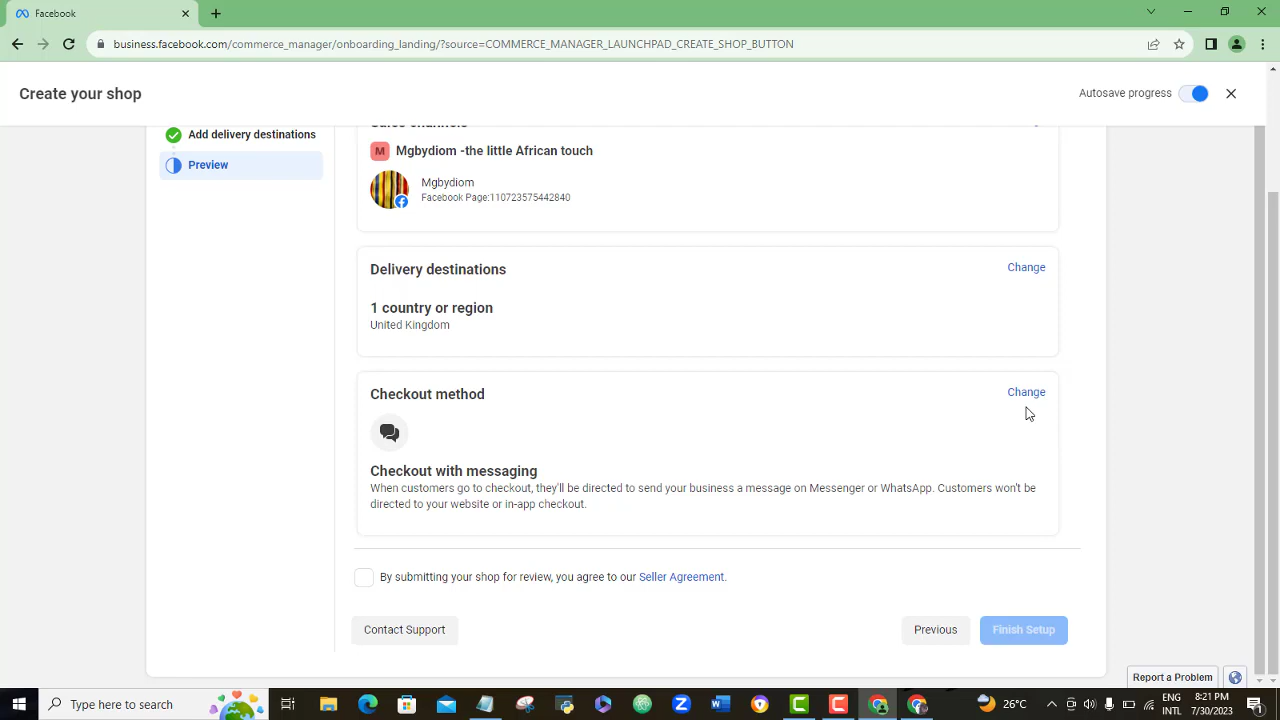 Facebook
business.facebook.com/commerce_manager/onboarding_landing/?source=COMMERCE_MANAGER_LAUNCHPAD_CREATE_SHOP_BUTTON
Create your shop
Autosave progress
Add delivery destinations
Preview
Sales channels
M
Mgbydiom -the little African touch
Mgbydiom
Facebook Page:110723575442840
Delivery destinations
Change
1 country or region
United Kingdom
Checkout method
Change
Checkout with messaging
When customers go to checkout, they'll be directed to send your business a message on Messenger or WhatsApp. Customers won't be
directed to your website or in-app checkout.
By submitting your shop for review, you agree to our Seller Agreement.
Contact Support
Previous
Finish Setup
Report a Problem
Type here to search
26°C
ENG
INTL
8:21 PM
7/30/2023